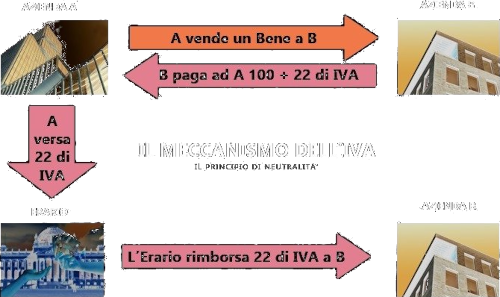 AZIENDA A
AZIENDA B
A vende un Bene a B
B paga ad A 100 + 22 di IVA
A
versa
22 di
IVA
IL MECCANISMO DELL'IVA
IL PRINCIPIO DI NEUTRALITA'
ERARIO
AZIENDA B
L'Erario rimborsa 22 di IVA a B